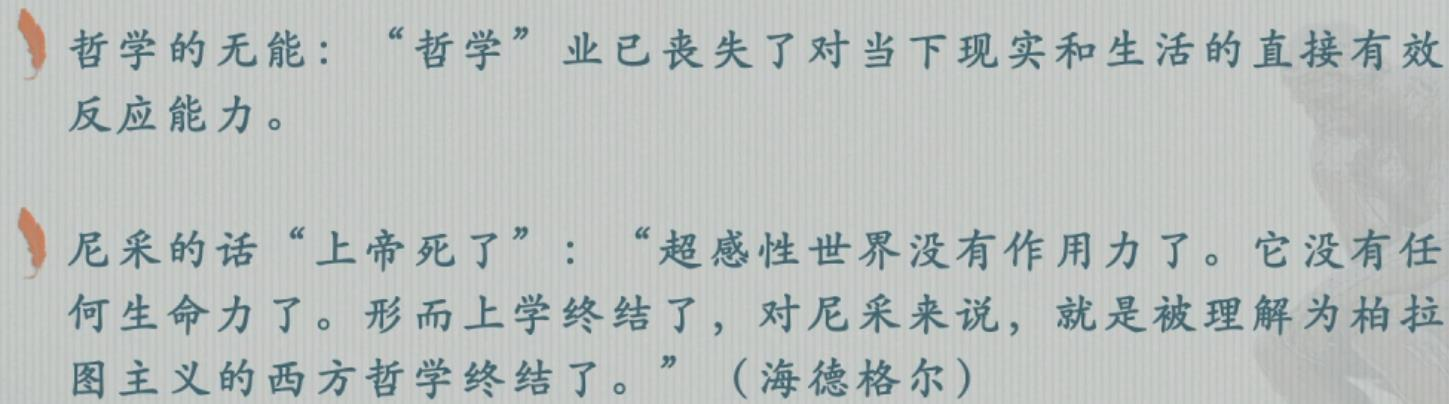 哲学的无能：“哲学”业已丧失了对当下现实和生活的直接有效
反应能力。
尼采的话“上帝死了”：“超感性世界没有作用力了。它没有任
何生命力了。形而上学终结了，对尼采来说，就是被理解为柏拉
图主义的西方哲学终结了。”（海德格尔）